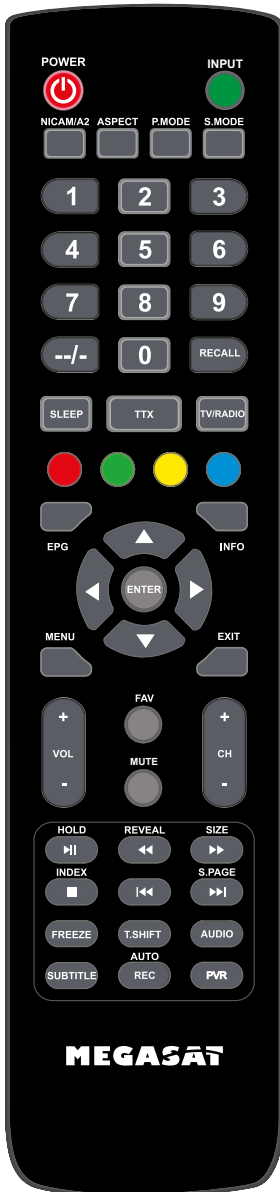 POWER INPUT
NICAM/A2 ASPECT P.MODE S.MODE
1 2 3
4 5 6
7 8 9
--/- 0 RECALL
SLEEP TTX TV/RADIO
EPG INFO
ENTER
MENU EXIT
FAV
+ +
VOL CH
MUTE
- -
HOLD REVEAL SIZE
INDEX S.PAGE
FREEZE T.SHIFT AUDIO
AUTO
SUBTITLE REC PVR
MEGASAT